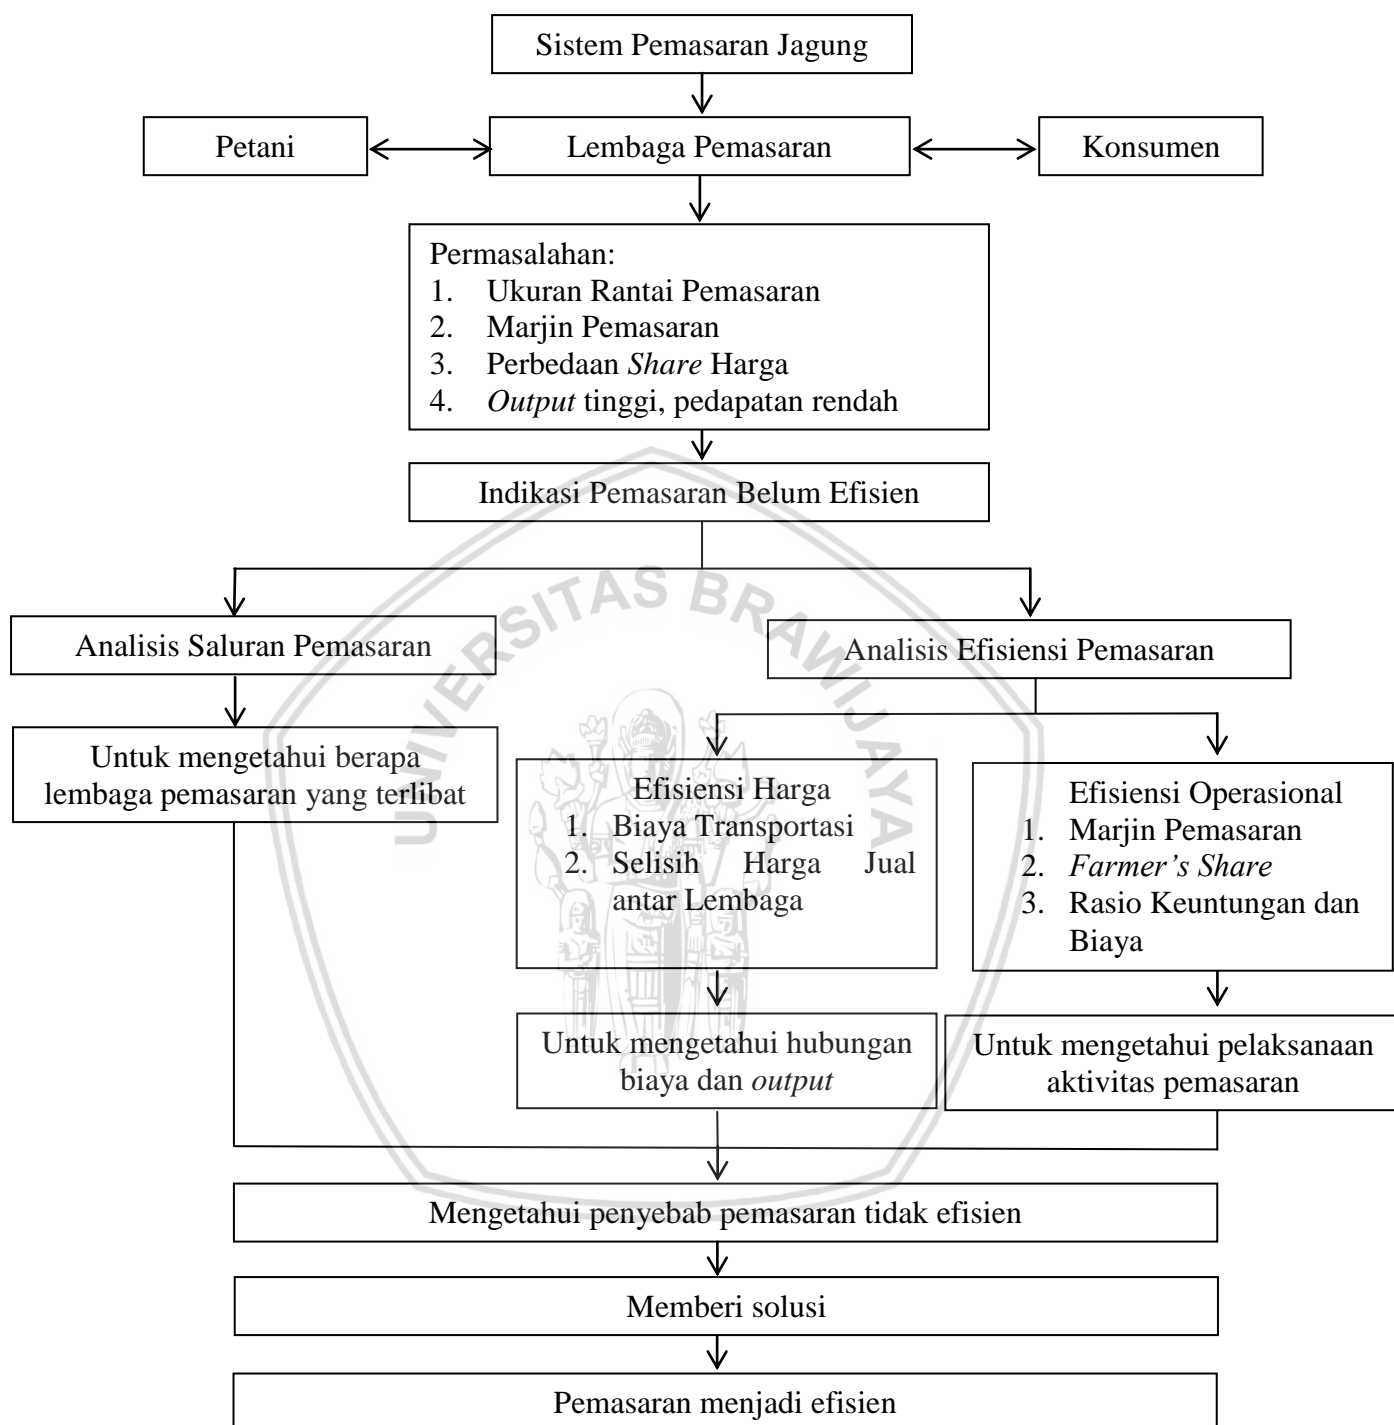 Sistem Pemasaran Jagung
Petani
Lembaga Pemasaran
Konsumen
Permasalahan:
1. Ukuran Rantai Pemasaran
2. Marjin Pemasaran
3. Perbedaan Share Harga
4. Output tinggi, pedapatan rendah
Indikasi Pemasaran Belum Efisien
UNIVERSITAS BRAWIJAYA
Analisis Saluran Pemasaran
Analisis Efisiensi Pemasaran
Untuk mengetahui berapa
lembaga pemasaran yang terlibat
Efisiensi Harga
1. Biaya Transportasi
2. Selisih Harga Jual
antar Lembaga
Efisiensi Operasional
1. Marjin Pemasaran
2. Farmer’s Share
3. Rasio Keuntungan dan
Biaya
Untuk mengetahui hubungan
biaya dan output
Untuk mengetahui pelaksanaan
aktivitas pemasaran
Mengetahui penyebab pemasaran tidak efisien
Memberi solusi
Pemasaran menjadi efisien